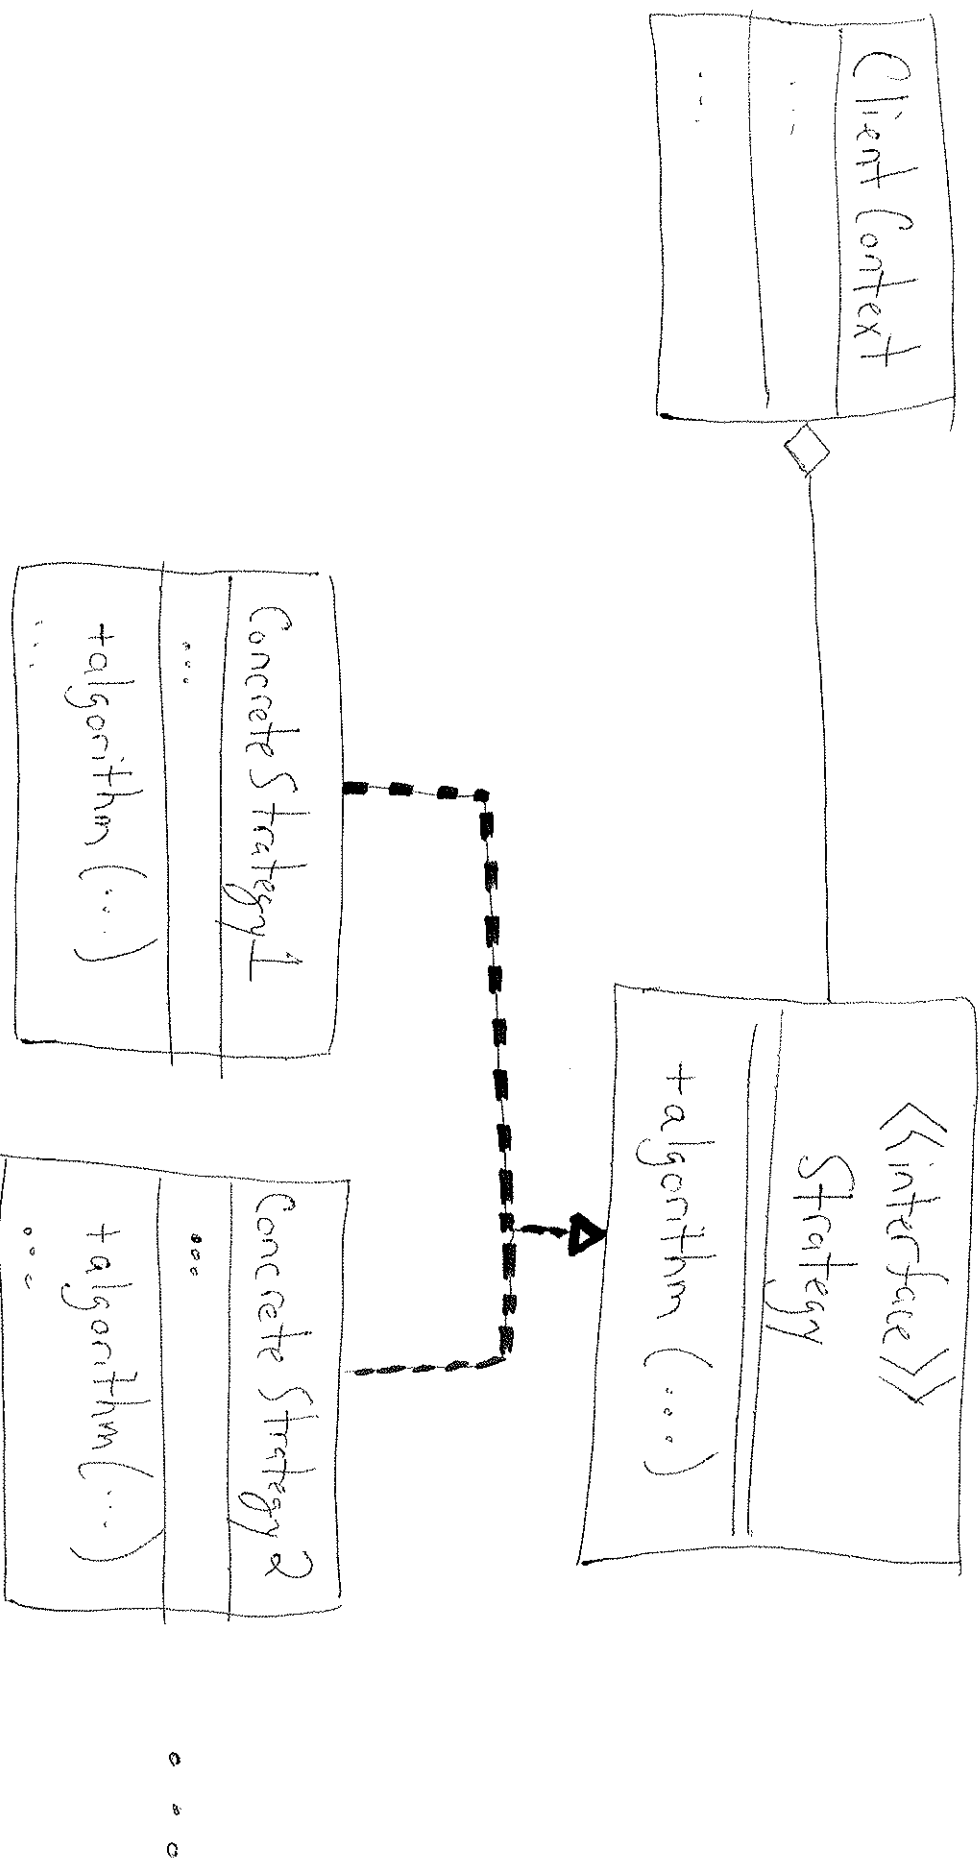 Client Context
...
...
<<interface>>
Strategy
+ algorithm (...)
Concrete Strategy 1
...
+algorithm (...)
...
Concrete Strategy 2
...
+ algorithm (...)
...
...